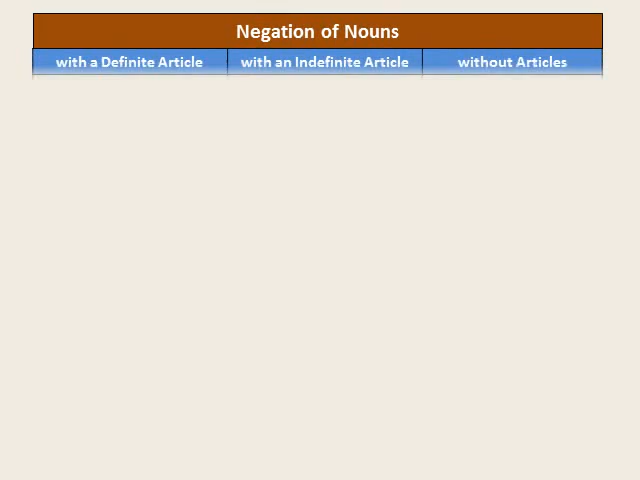 Negation of Nouns
with a Definite Article with an Indefinite Article without Articles